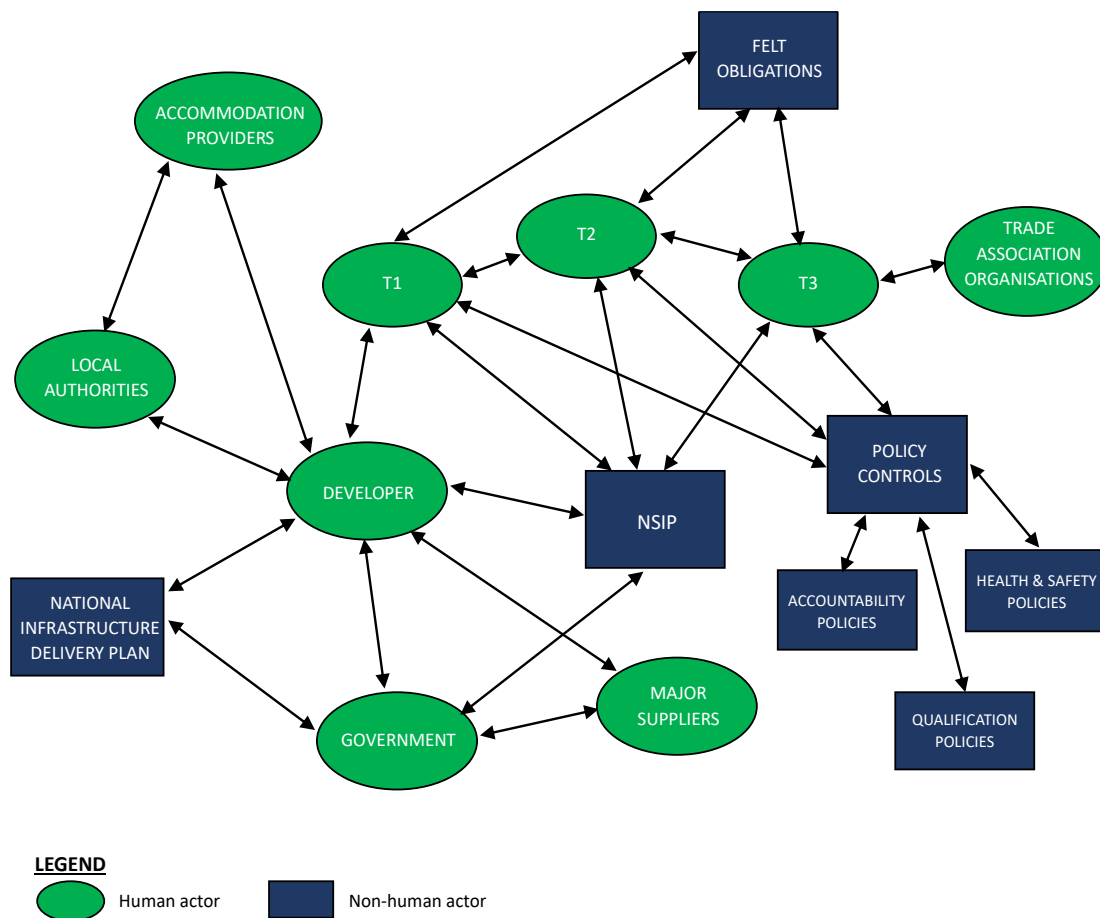 FELT
OBLIGATIONS
ACCOMMODATION
PROVIDERS
T2
TRADE
ASSOCIATION
ORGANISATIONS
T1
T3
LOCAL
AUTHORITIES
POLICY
CONTROLS
DEVELOPER
NSIP
NATIONAL
INFRASTRUCTURE
DELIVERY PLAN
ACCOUNTABILITY
POLICIES
HEALTH & SAFETY
POLICIES
MAJOR
SUPPLIERS
GOVERNMENT
QUALIFICATION
POLICIES
LEGEND
Human actor
Non-human actor